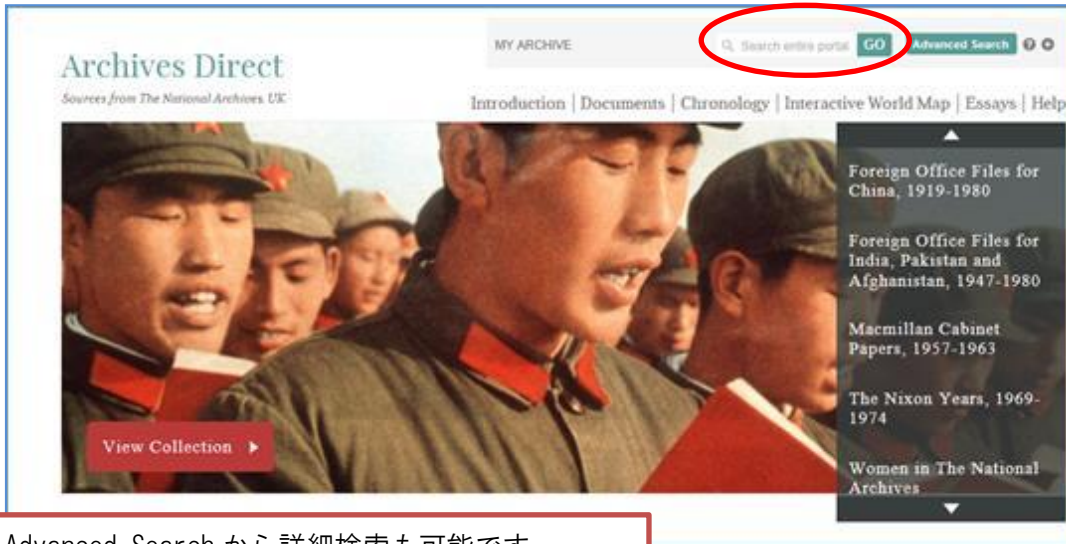 MY ARCHIVE
Search entire portal GO Advanced Search
Archives Direct
Sources from The National Archives, UK
Introduction | Documents | Chronology | Interactive World Map | Essays | Help
Foreign Office Files for
China, 1919-1980
Foreign Office Files for
India, Pakistan and
Afghanistan, 1947-1980
Macmillan Cabinet
Papers, 1957-1963
The Nixon Years, 1969-
1974
Women in The National
Archives
View Collection
Advanced Search から詳細検索も可能です